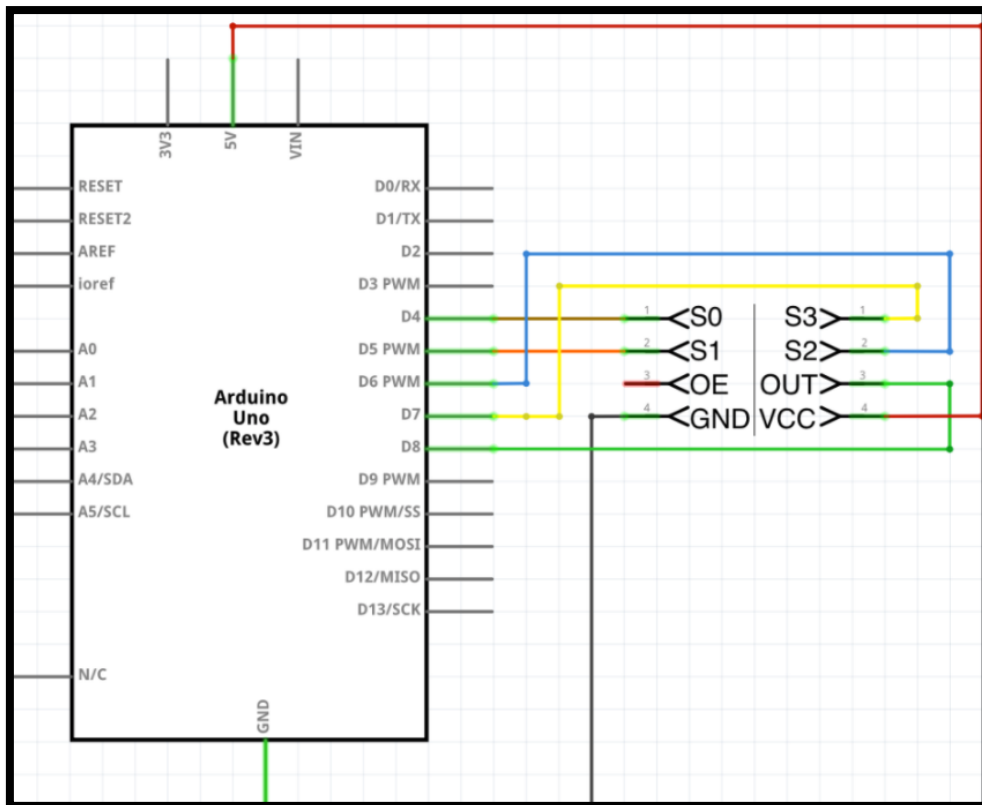 3V3 5V VIN
RESET D0/RX
RESET2 D1/TX
AREF D2
ioref D3 PWM
D4 1 S0 S3 1
A0 D5 PWM 2 S1 S2 2
A1 D6 PWM 3 OE OUT 3
A2 D7 4 GND VCC 4
Arduino
Uno
(Rev3)
A3 D8
A4/SDA D9 PWM
A5/SCL D10 PWM/SS
D11 PWM/MOSI
D12/MISO
D13/SCK
N/C
GND